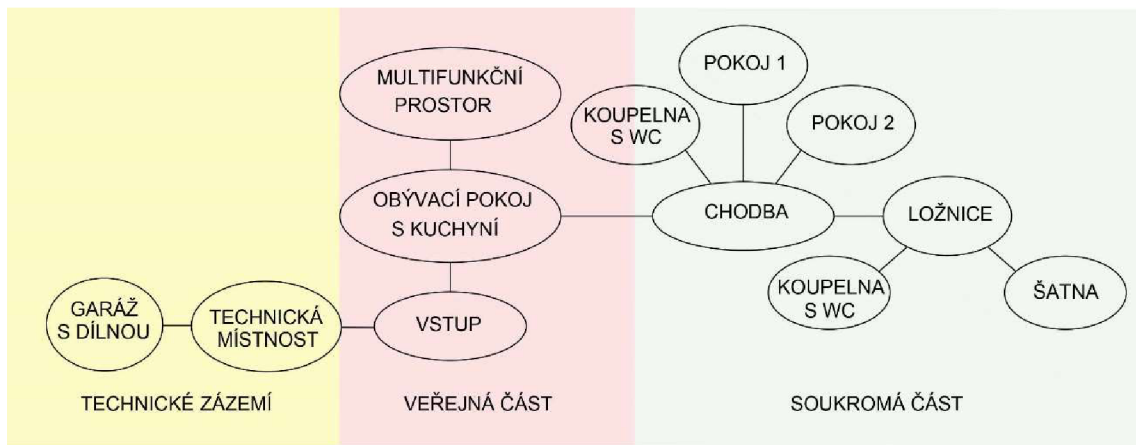 MULTIFUNKČNÍ
PROSTOR
POKOJ 1
KOUPELNA
S WC
POKOJ 2
OBÝVACÍ POKOJ
S KUCHYNÍ
CHODBA
LOŽNICE
GARÁŽ
S DÍLNOU
TECHNICKÁ
MÍSTNOST
VSTUP
KOUPELNA
S WC
ŠATNA
TECHNICKÉ ZÁZEMÍ
VEŘEJNÁ ČÁST
SOUKROMÁ ČÁST